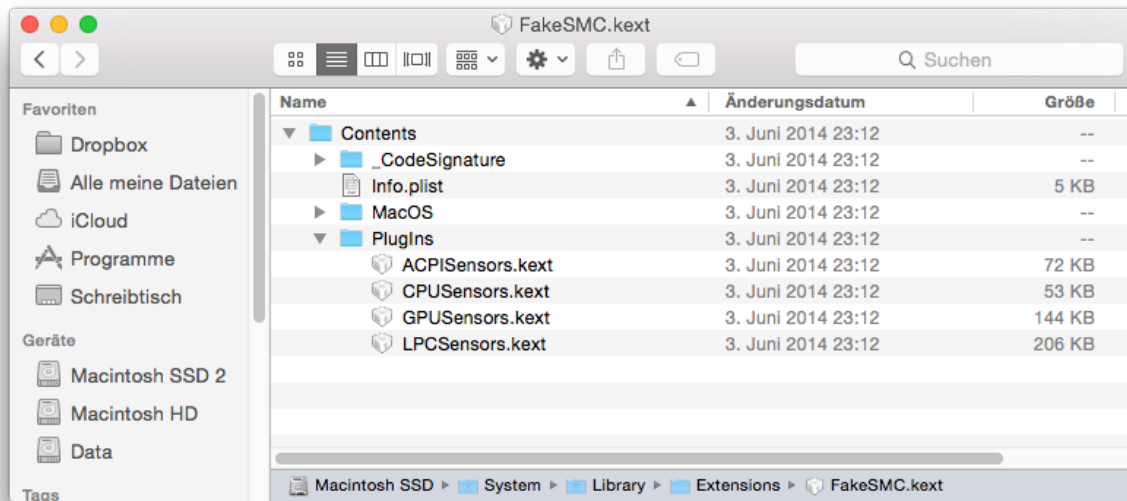 FakeSMC.kext
Suchen
Favoriten
Dropbox
Alle meine Dateien
iCloud
Programme
Schreibtisch
Geräte
Macintosh SSD 2
Macintosh HD
Data
Tags
Name Änderungsdatum Größe
Contents 3. Juni 2014 23:12 --
_CodeSignature 3. Juni 2014 23:12 --
Info.plist 3. Juni 2014 23:12 5 KB
MacOS 3. Juni 2014 23:12 --
PlugIns 3. Juni 2014 23:12 --
ACPISensors.kext 3. Juni 2014 23:12 72 KB
CPUSensors.kext 3. Juni 2014 23:12 53 KB
GPUSensors.kext 3. Juni 2014 23:12 144 KB
LPCSensors.kext 3. Juni 2014 23:12 206 KB
Macintosh SSD ▸ System ▸ Library ▸ Extensions ▸ FakeSMC.kext